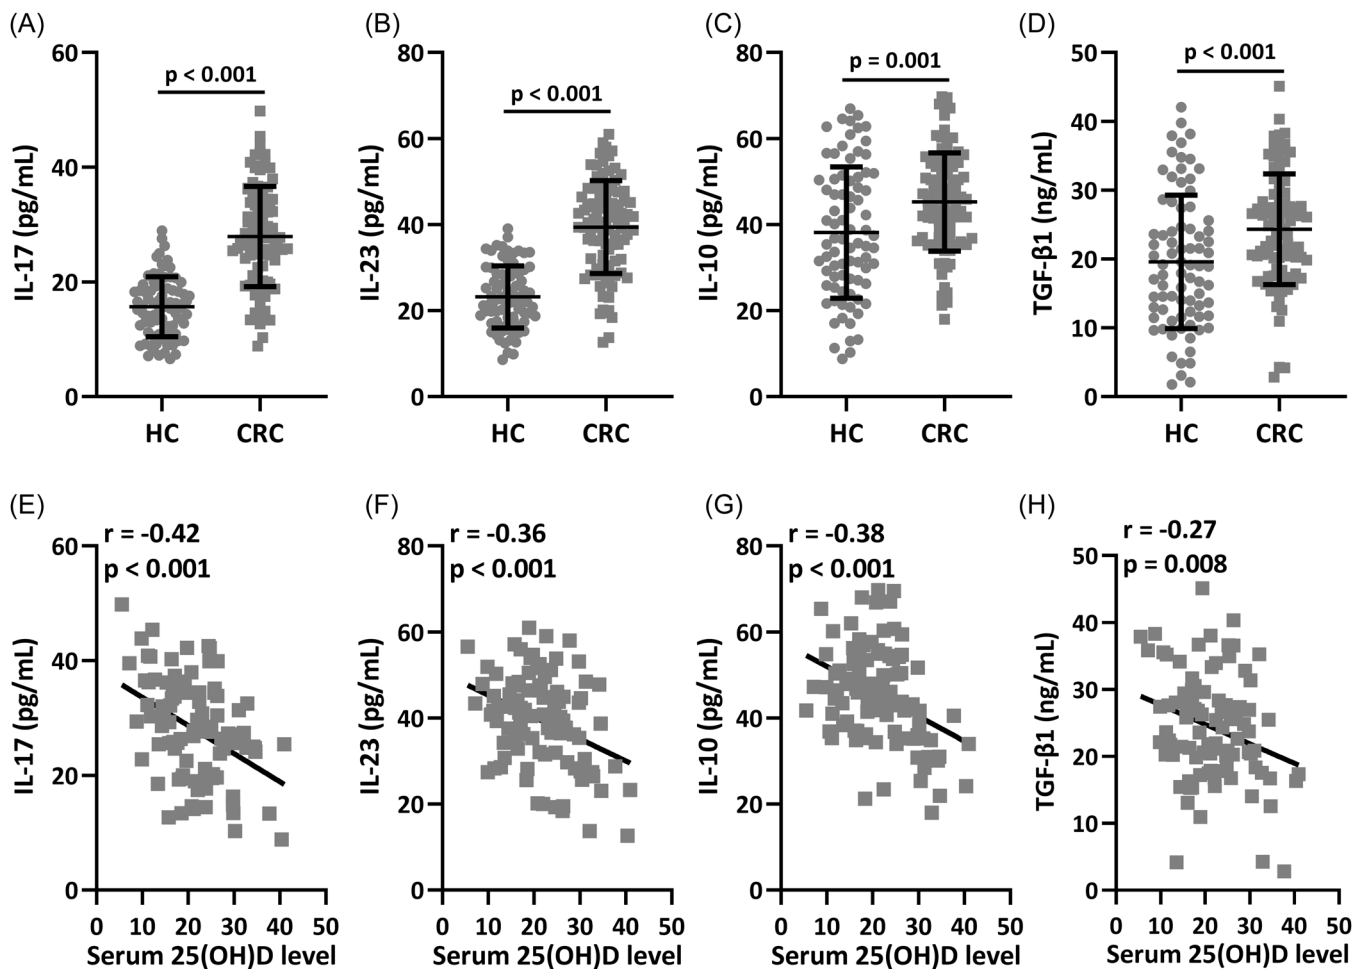 (A)
IL-17 (pg/mL)
60
40
20
0
p < 0.001
HC CRC
(B)
IL-23 (pg/mL)
80
60
40
20
0
p < 0.001
HC CRC
(C)
IL-10 (pg/mL)
80
60
40
20
0
p = 0.001
HC CRC
(D)
TGF-β1 (ng/mL)
50
40
30
20
10
0
p < 0.001
HC CRC
(E)
r = -0.42
p < 0.001
IL-17 (pg/mL)
60
40
20
0
0 10 20 30 40 50
Serum 25(OH)D level
(F)
r = -0.36
p < 0.001
IL-23 (pg/mL)
80
60
40
20
0
0 10 20 30 40 50
Serum 25(OH)D level
(G)
r = -0.38
p < 0.001
IL-10 (pg/mL)
80
60
40
20
0
0 10 20 30 40 50
Serum 25(OH)D level
(H)
r = -0.27
p = 0.008
TGF-β1 (ng/mL)
50
40
30
20
10
0
0 10 20 30 40 50
Serum 25(OH)D level